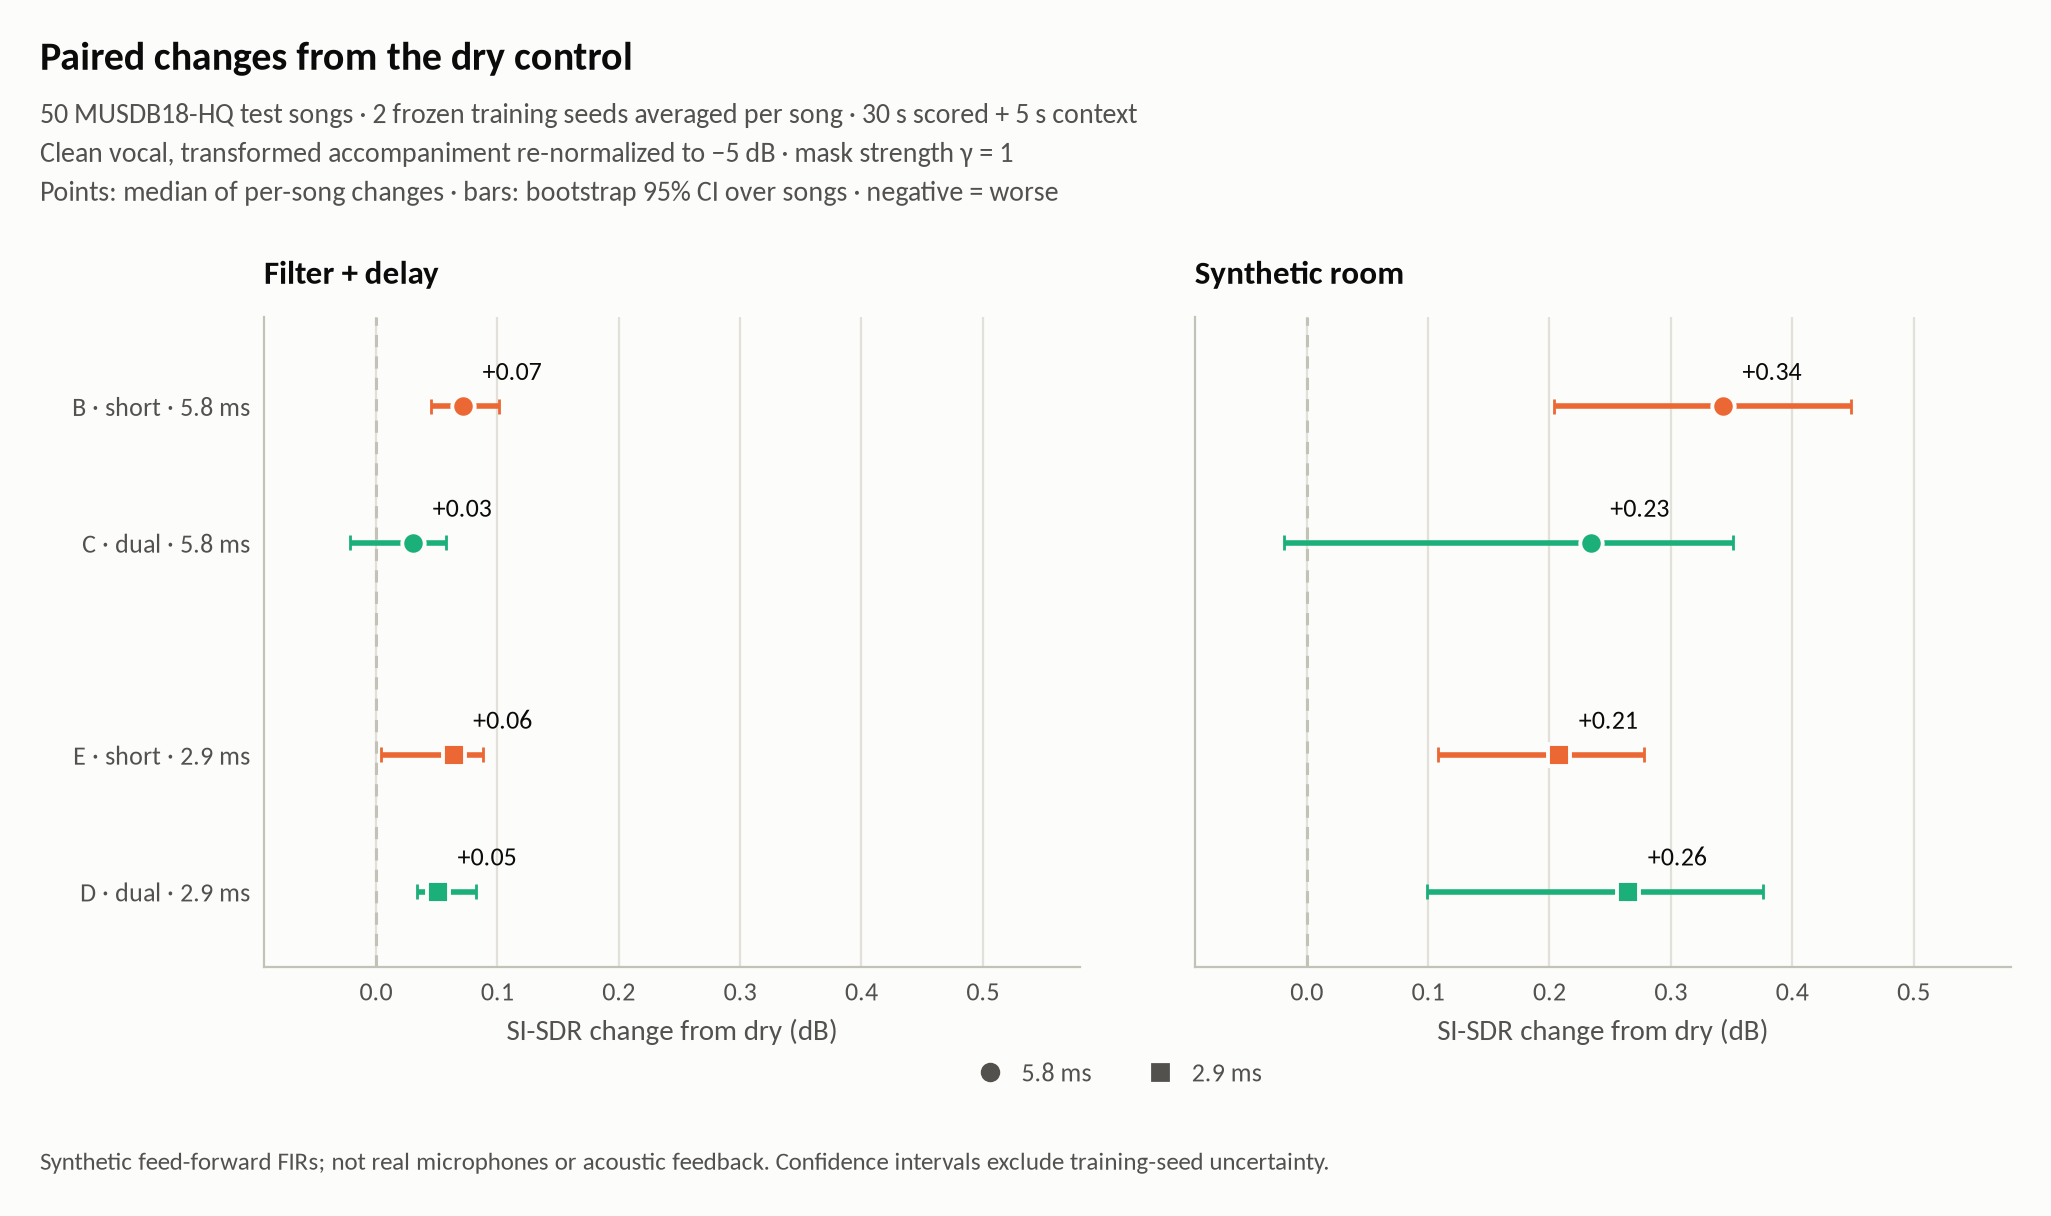 Paired changes from the dry control
50 MUSDB18-HQ test songs · 2 frozen training seeds averaged per song · 30 s scored + 5 s context
Clean vocal, transformed accompaniment re-normalized to −5 dB · mask strength γ = 1
Points: median of per-song changes · bars: bootstrap 95% CI over songs · negative = worse
Filter + delay
B · short · 5.8 ms
+0.07
C · dual · 5.8 ms
+0.03
E · short · 2.9 ms
+0.06
D · dual · 2.9 ms
+0.05
0.0 0.1 0.2 0.3 0.4 0.5
SI-SDR change from dry (dB)
Synthetic room
+0.34
+0.23
+0.21
+0.26
0.0 0.1 0.2 0.3 0.4 0.5
SI-SDR change from dry (dB)
5.8 ms 2.9 ms
Synthetic feed-forward FIRs; not real microphones or acoustic feedback. Confidence intervals exclude training-seed uncertainty.